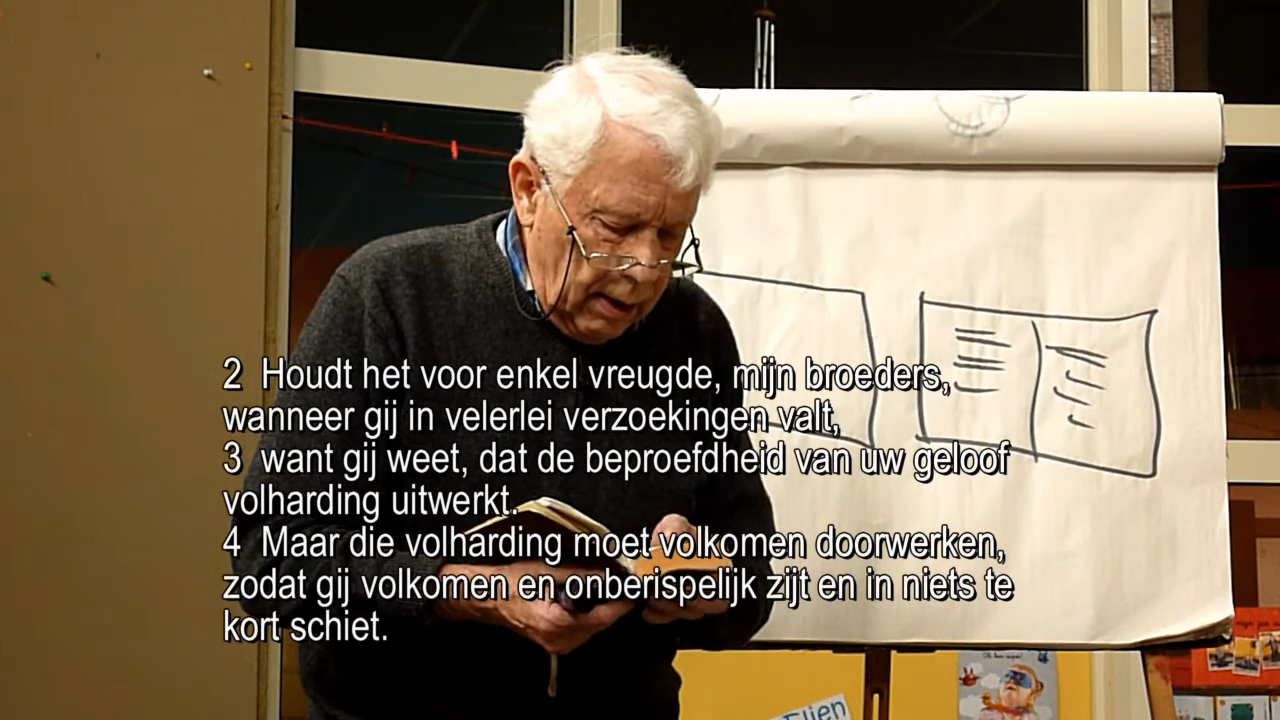 2 Houdt het voor enkel vreugde, mijn broeders,
wanneer gij in velerlei verzoekingen valt,
3 want gij weet, dat de beproefdheid van uw geloof
volharding uitwerkt.
4 Maar die volharding moet volkomen doorwerken,
zodat gij volkomen en onberispelijk zijt en in niets te
kort schiet.
Elien